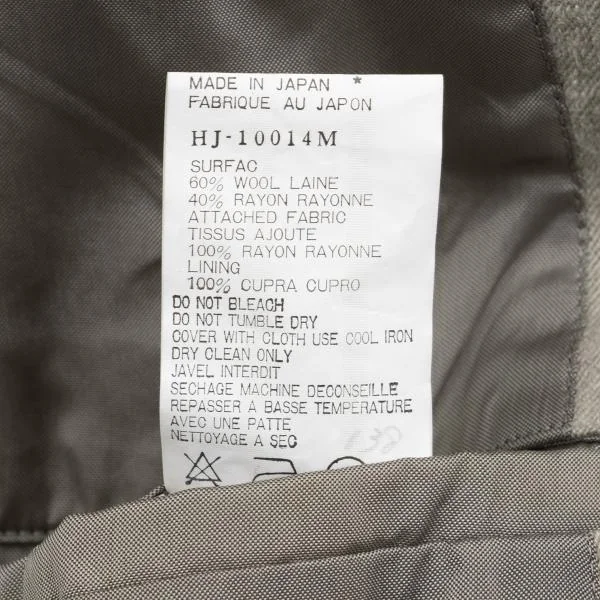 MADE IN JAPAN *
FABRIQUE AU JAPON
HJ-10014M
SURFAC
60% WOOL LAINE
40% RAYON RAYONNE
ATTACHED FABRIC
TISSUS AJOUTE
100% RAYON RAYONNE
LINING
100% CUPRA CUPRO
DO NOT BLEACH
DO NOT TUMBLE DRY
COVER WITH CLOTH USE COOL IRON
DRY CLEAN ONLY
JAVEL INTERDIT
SECHAGE MACHINE DECONSEILLE
REPASSER A BASSE TEMPERATURE
AVEC UNE PATTE
NETTOYAGE A SEC
138